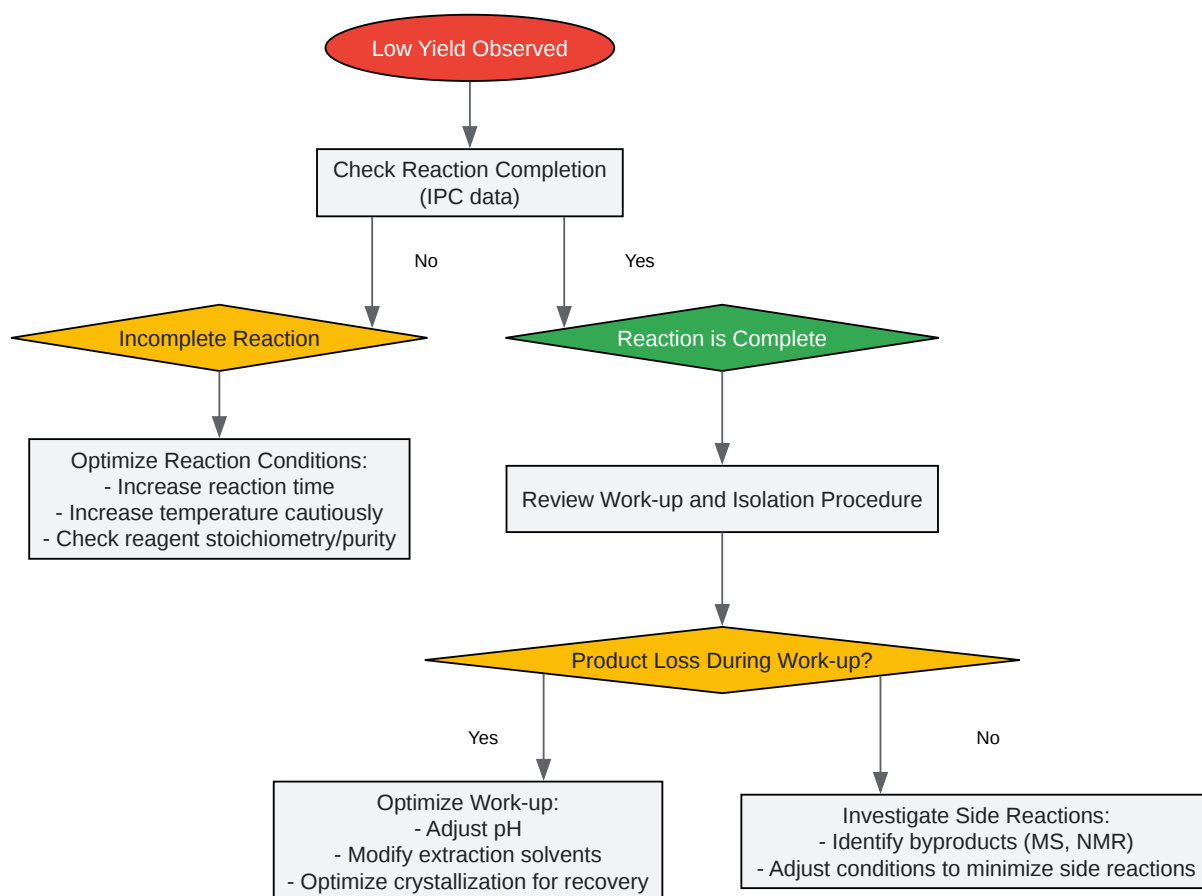 Low Yield Observed
Check Reaction Completion
(IPC data)
No
Yes
Incomplete Reaction
Reaction is Complete
Optimize Reaction Conditions:
- Increase reaction time
- Increase temperature cautiously
- Check reagent stoichiometry/purity
Review Work-up and Isolation Procedure
Product Loss During Work-up?
Yes
No
Optimize Work-up:
- Adjust pH
- Modify extraction solvents
- Optimize crystallization for recovery
Investigate Side Reactions:
- Identify byproducts (MS, NMR)
- Adjust conditions to minimize side reactions